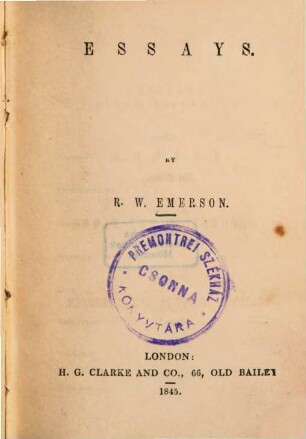 ESSAYS.
BY
R. W. EMERSON.
PREMONTREI SZÉKHÁZ
CSORNA
KÖNYVTÁRA
LONDON:
H. G. CLARKE AND CO., 66, OLD BAILEY
1845.